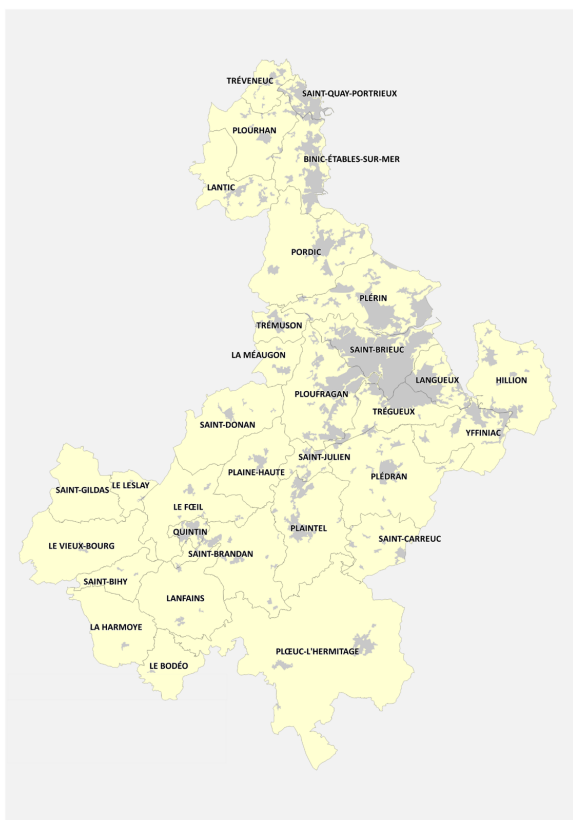 TRÉVENEUC
SAINT-QUAY-PORTRIEUX
PLOURHAN
BINIC-ÉTABLES-SUR-MER
LANTIC
PORDIC
PLÉRIN
TRÉMUSON
SAINT-BRIEUC
LA MÉAUGON
LANGUEUX
HILLION
PLOUFRAGAN
TRÉGUEUX
SAINT-DONAN
YFFINIAC
SAINT-JULIEN
PLAINE-HAUTE
PLÉDRAN
LE LESLAY
SAINT-GILDAS
LE FŒIL
PLAINTEL
QUINTIN
SAINT-CARREUC
LE VIEUX-BOURG
SAINT-BRANDAN
SAINT-BIHY
LANFAINS
LA HARMOYE
PLŒUC-L'HERMITAGE
LE BODÉO